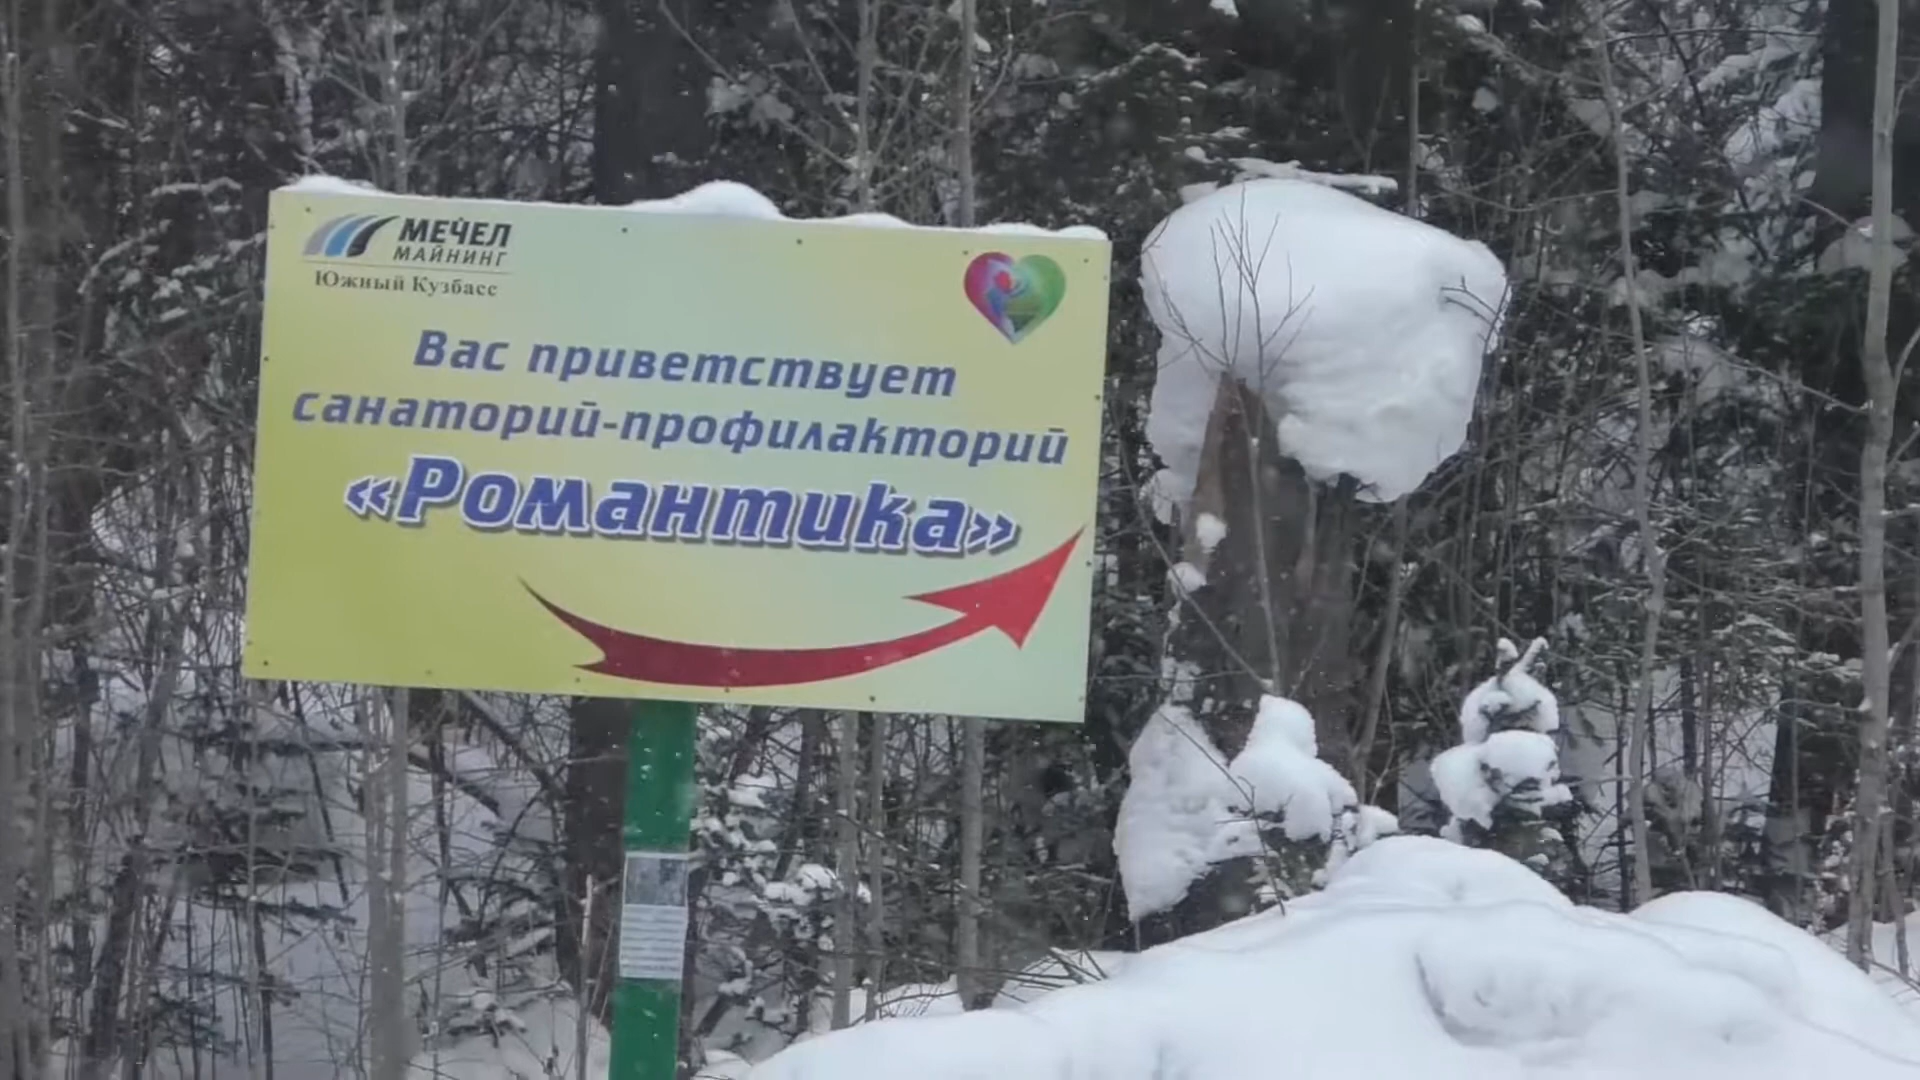 МЕЧЕЛ
МАЙНИНГ
Южный Кузбасс
Вас приветствует
санаторий-профилакторий
«Романтика»